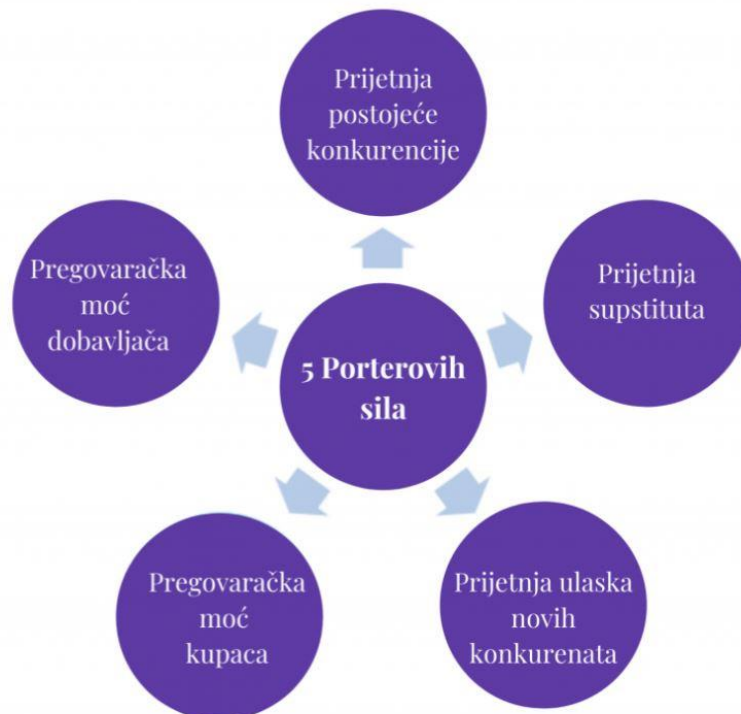 Prijetnja
postojeće
konkurencije
Pregovaračka
moć
dobavljača
Prijetnja
supstituta
5 Porterovih
sila
Pregovaračka
moć
kupaca
Prijetnja ulaska
novih
konkurenata